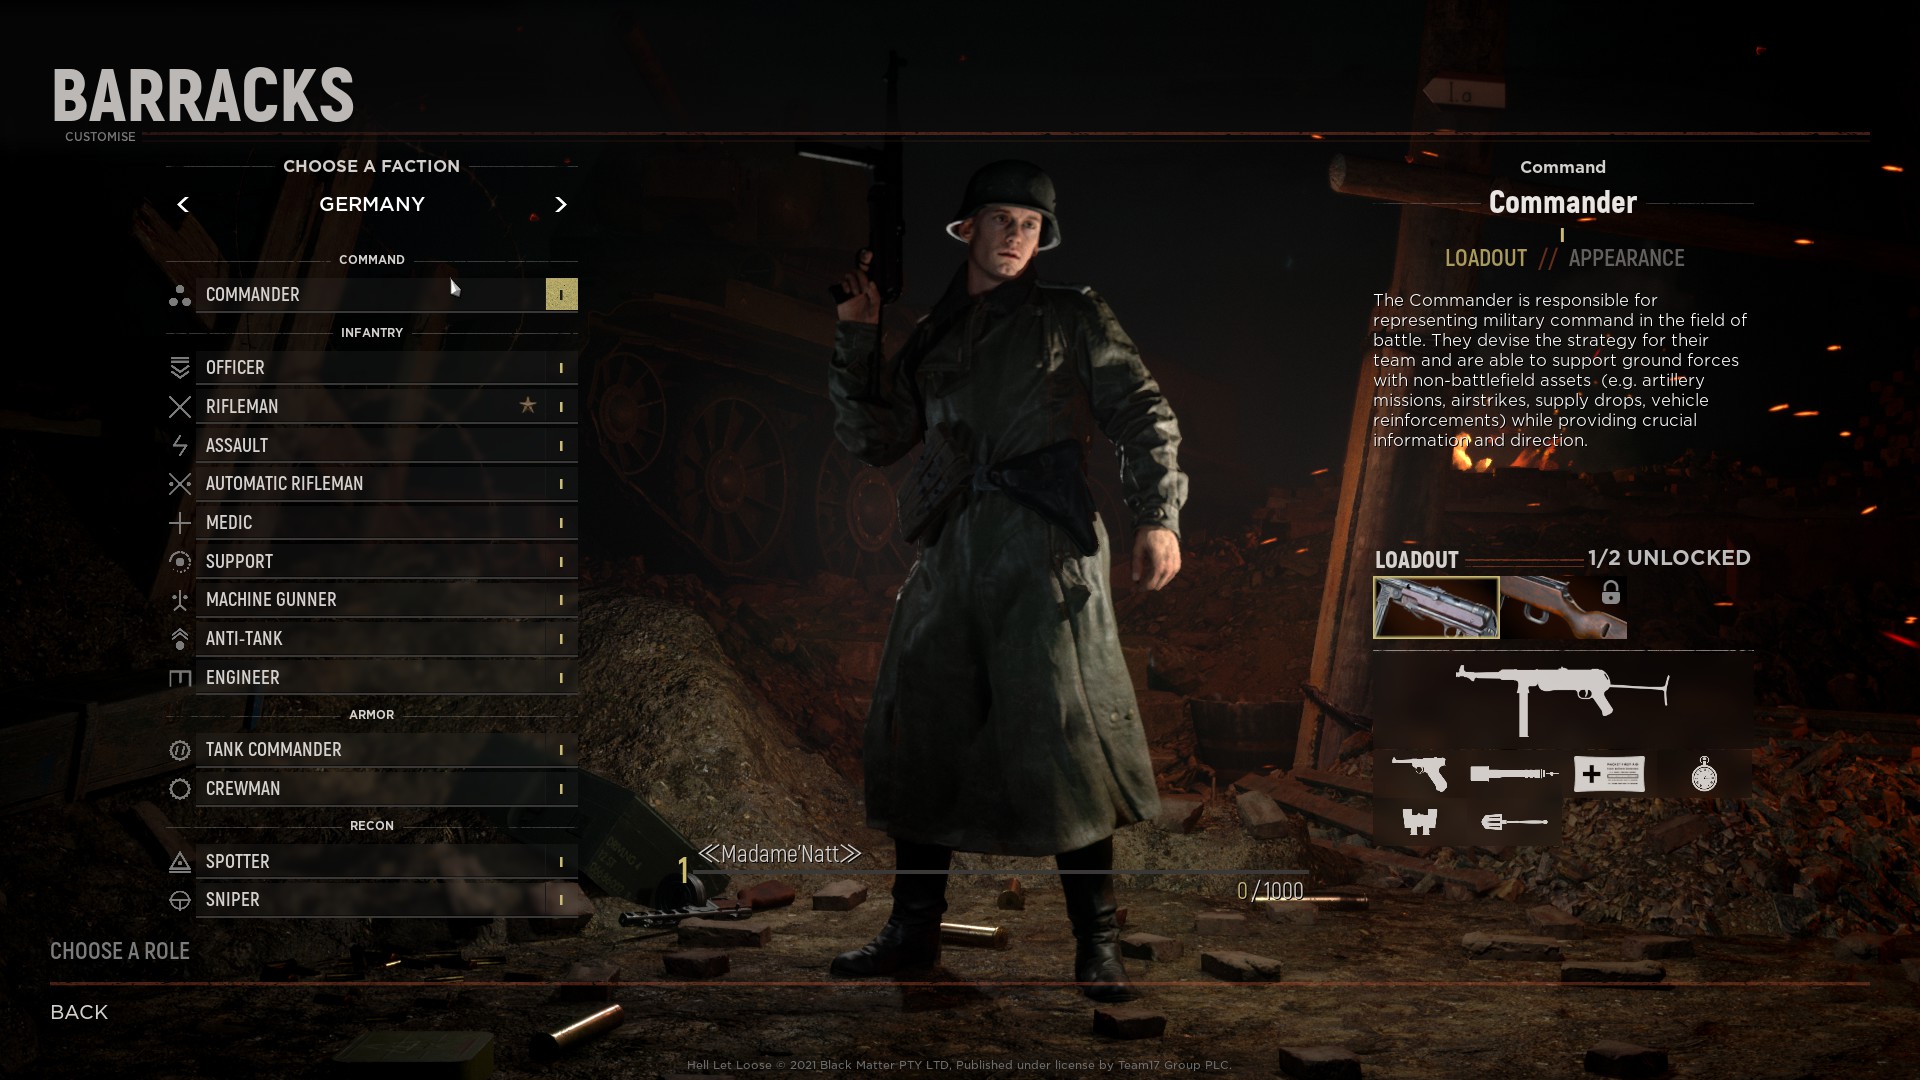 BARRACKS
CUSTOMISE
CHOOSE A FACTION
GERMANY
COMMAND
COMMANDER I
INFANTRY
OFFICER I
RIFLEMAN I
ASSAULT I
AUTOMATIC RIFLEMAN I
MEDIC I
SUPPORT I
MACHINE GUNNER I
ANTI-TANK I
ENGINEER I
ARMOR
TANK COMMANDER I
CREWMAN I
RECON
SPOTTER I
SNIPER I
CHOOSE A ROLE
BACK
1 ≪Madame'Natt≫
0/1000
Command
Commander
I
LOADOUT // APPEARANCE
The Commander is responsible for
representing military command in the field of
battle. They devise the strategy for their
team and are able to support ground forces
with non-battlefield assets (e.g. artillery
missions, airstrikes, supply drops, vehicle
reinforcements) while providing crucial
information and direction.
LOADOUT 1/2 UNLOCKED
Hell Let Loose © 2021 Black Matter PTY LTD, Published under license by Team17 Group PLC.